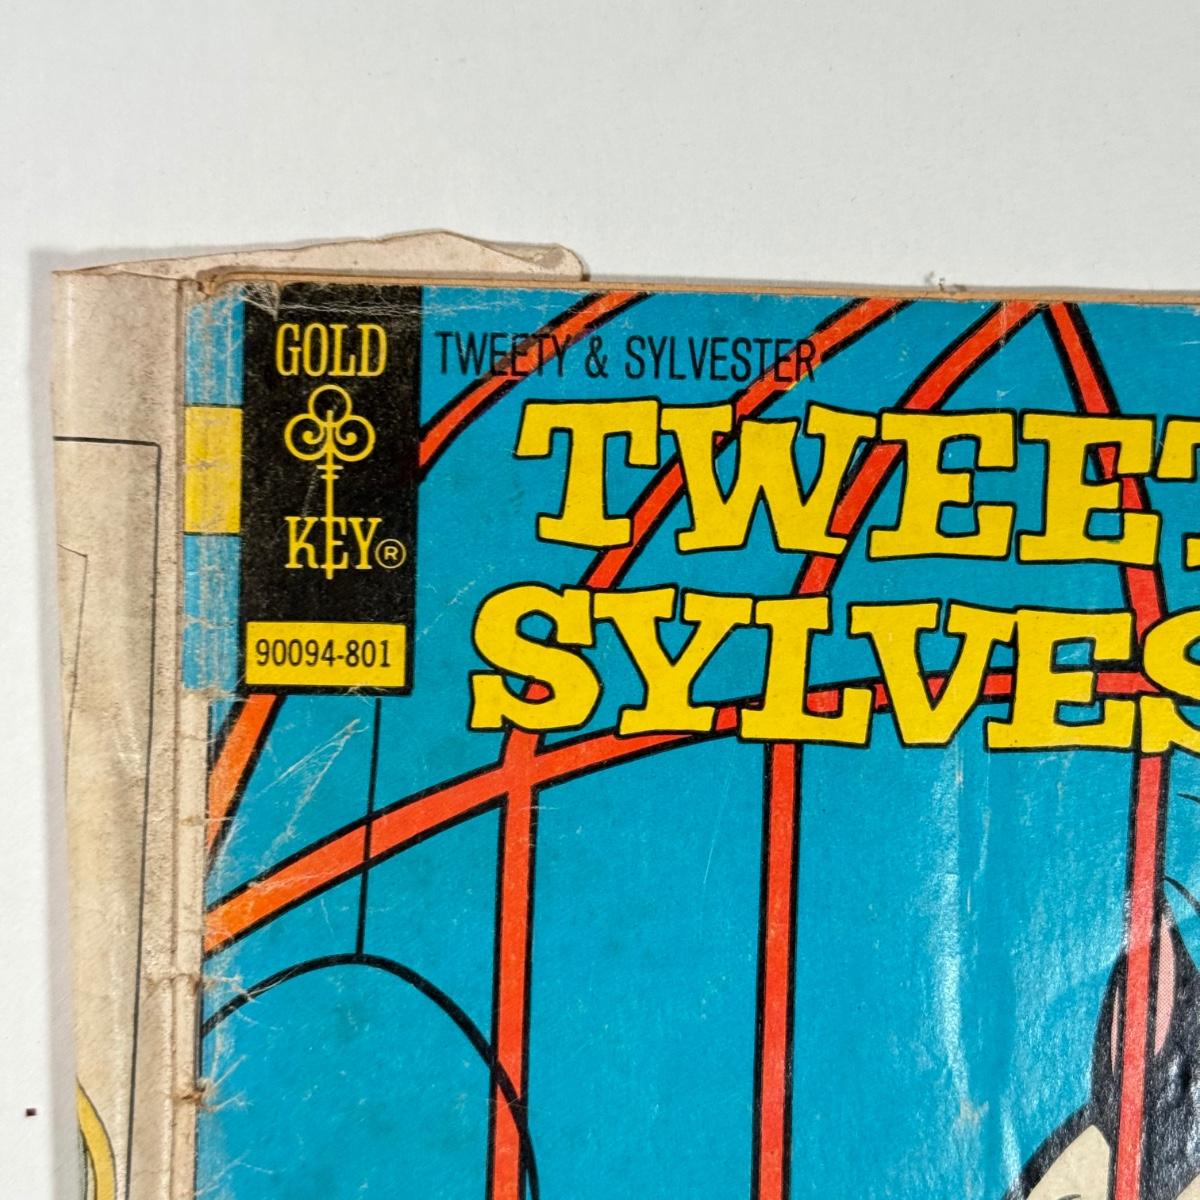 GOLD
KEY®
90094-801
TWEETY & SYLVESTER
TWEET
SYLVES